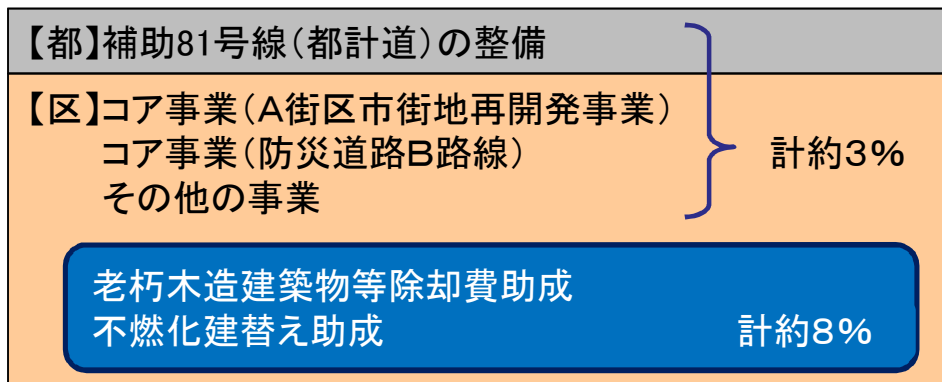 【都】補助81号線(都計道)の整備
【区】コア事業(A街区市街地再開発事業)
コア事業(防災道路B路線)
その他の事業
計約3%
老朽木造建築物等除却費助成
不燃化建替え助成 計約8%